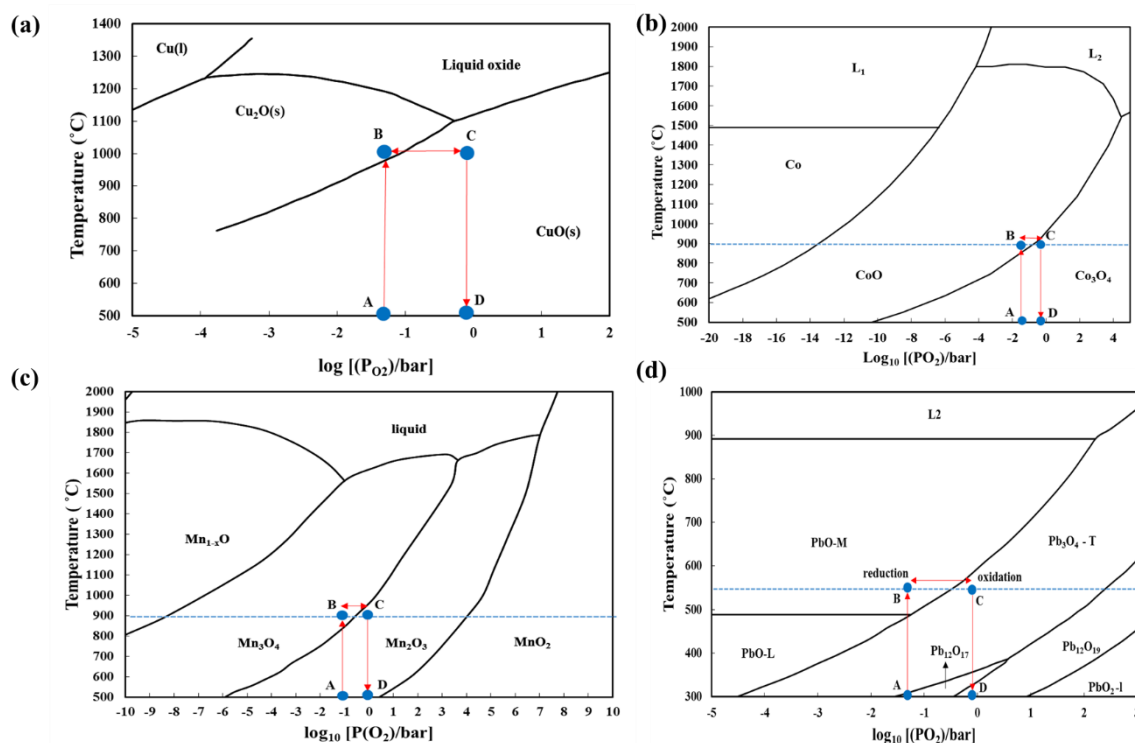 (a)
1400
1300
1200
1100
1000
900
800
700
600
500
Temperature (˚C)
Cu(l)
Liquid oxide
Cu₂O(s)
B
C
CuO(s)
A
D
-5 -4 -3 -2 -1 0 1 2
log [(P_O2)/bar]
(b)
2000
1900
1800
1700
1600
1500
1400
1300
1200
1100
1000
900
800
700
600
500
Temperature (˚C)
L₂
L₁
Co
B
C
CoO
Co₃O₄
A
D
-20 -18 -16 -14 -12 -10 -8 -6 -4 -2 0 2 4
Log₁₀ [(PO₂)/bar]
(c)
2000
1900
1800
1700
1600
1500
1400
1300
1200
1100
1000
900
800
700
600
500
Temperature (˚C)
liquid
Mn₁₋ₓO
B
C
Mn₃O₄
Mn₂O₃
MnO₂
A
D
-10 -9 -8 -7 -6 -5 -4 -3 -2 -1 0 1 2 3 4 5 6 7 8 9 10
log₁₀ [P(O₂)/bar]
(d)
1000
900
800
700
600
500
400
300
Temperature (˚C)
L2
PbO-M
Pb₃O₄ - T
reduction
oxidation
B
C
PbO-L
Pb₁₂O₁₇
Pb₁₂O₁₉
PbO₂-l
A
D
-5 -4 -3 -2 -1 0 1 2 3
log₁₀ [(PO₂)/bar]